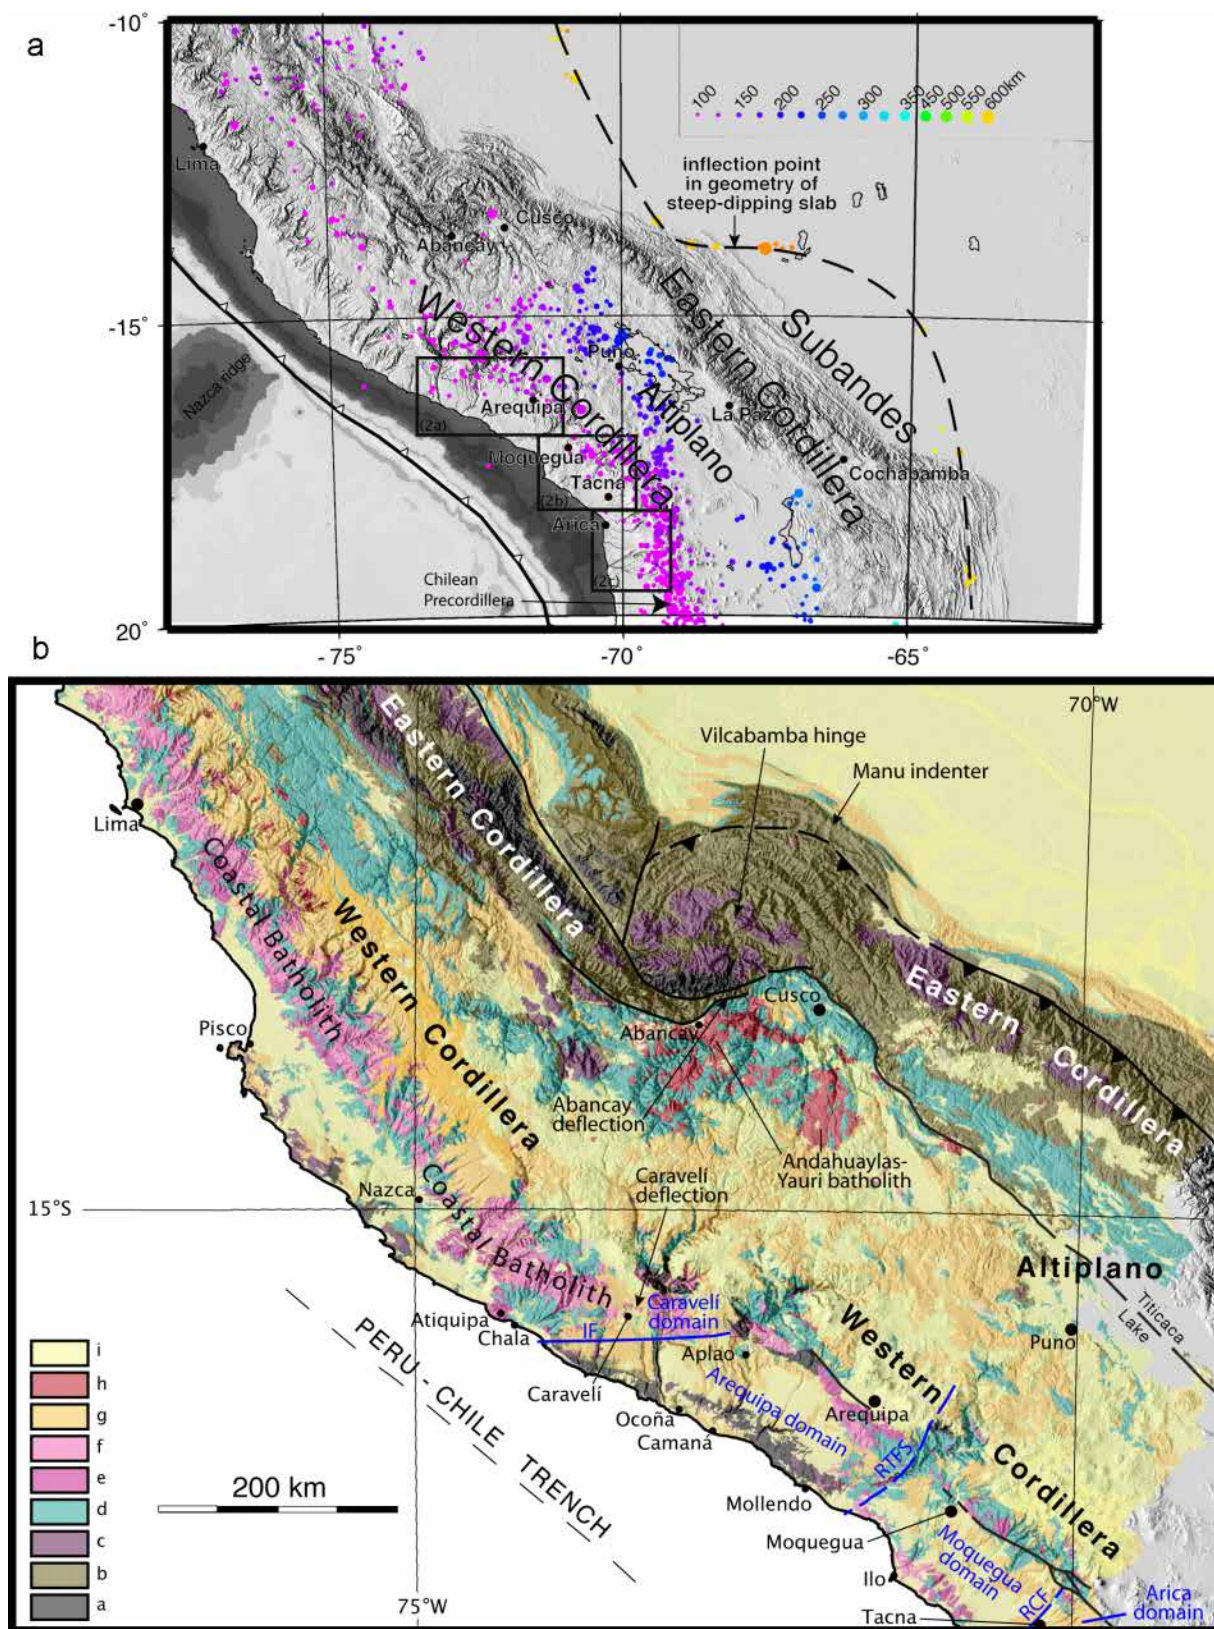 a
-10°
-15°
20°
-75°
-70°
-65°
100
150
200
250
300
350
450
500
550
600km
inflection point
in geometry of
steep-dipping slab
Lima
Cusco
Abancay
Western Cordillera
Eastern Cordillera
Subandes
Altiplano
Puno
La Paz
Cochabamba
Nazca ridge
Arequipa
(2a)
Moquegua
Tacna
(2b)
Arica
(2c)
Chilean
Precordillera
b
70°W
Vilcabamba hinge
Manu indenter
Eastern Cordillera
Lima
Coastal Batholith
Western Cordillera
Cusco
Eastern
Cordillera
Pisco
Abancay
Abancay
deflection
Andahuaylas-
Yauri batholith
Caravelí
deflection
Nazca
15°S
Coastal Batholith
Altiplano
Titicaca
Lake
Puno
Atiquipa
Chala
IF
Caravelí
domain
Aplao
Western
Cordillera
Caravelí
Arequipa domain
Arequipa
Ocoña
Camaná
RTFS
PERU - CHILE TRENCH
200 km
Mollendo
Moquegua
Moquegua
domain
Ilo
RCF
Arica
domain
Tacna
75°W
i
h
g
f
e
d
c
b
a